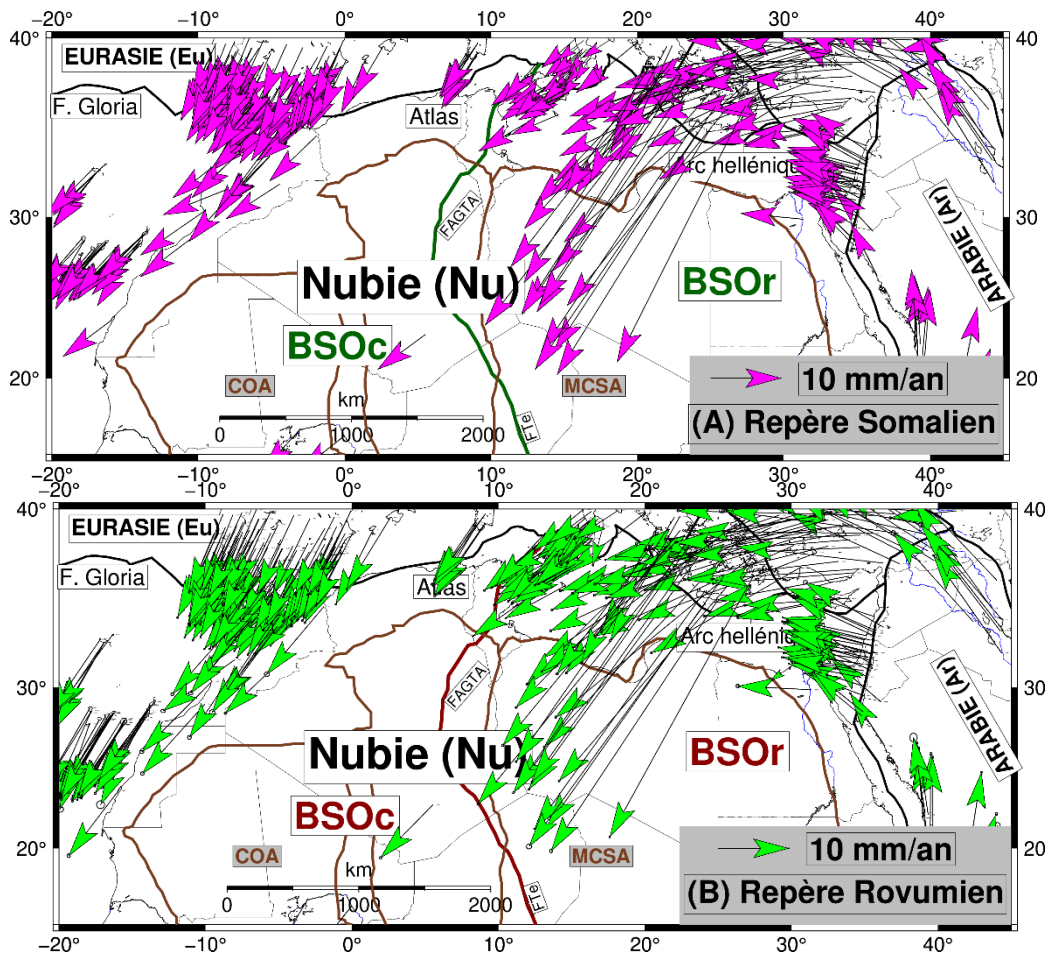 −20° −10° 0° 10° 20° 30° 40°
40° 40
EURASIE (Eu)
F. Gloria
Atlas
Arc helléniqu
30° 30
FAGTA
ARABIE (Ar)
Nubie (Nu)
BSOr
BSOc
20° 20
COA
MCSA
km
0 1000 2000
FTe
10 mm/an
(A) Repère Somalien
−20° −10° 0° 10° 20° 30° 40°
−20° −10° 0° 10° 20° 30° 40°
40° 40
EURASIE (Eu)
F. Gloria
Atlas
Arc helléniqu
30° 30
FAGTA
ARABIE (Ar)
Nubie (Nu)
BSOr
BSOc
20° 20
COA
MCSA
km
0 1000 2000
FTe
10 mm/an
(B) Repère Rovumien
−20° −10° 0° 10° 20° 30° 40°